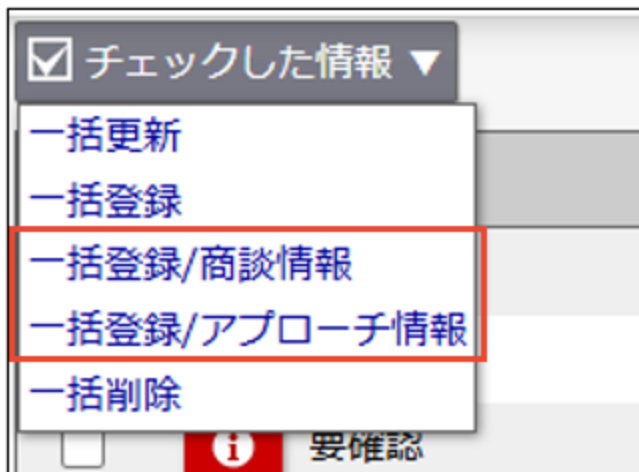 チェックした情報 ▼
一括更新
一括登録
一括登録/商談情報
一括登録/アプローチ情報
一括削除
要確認